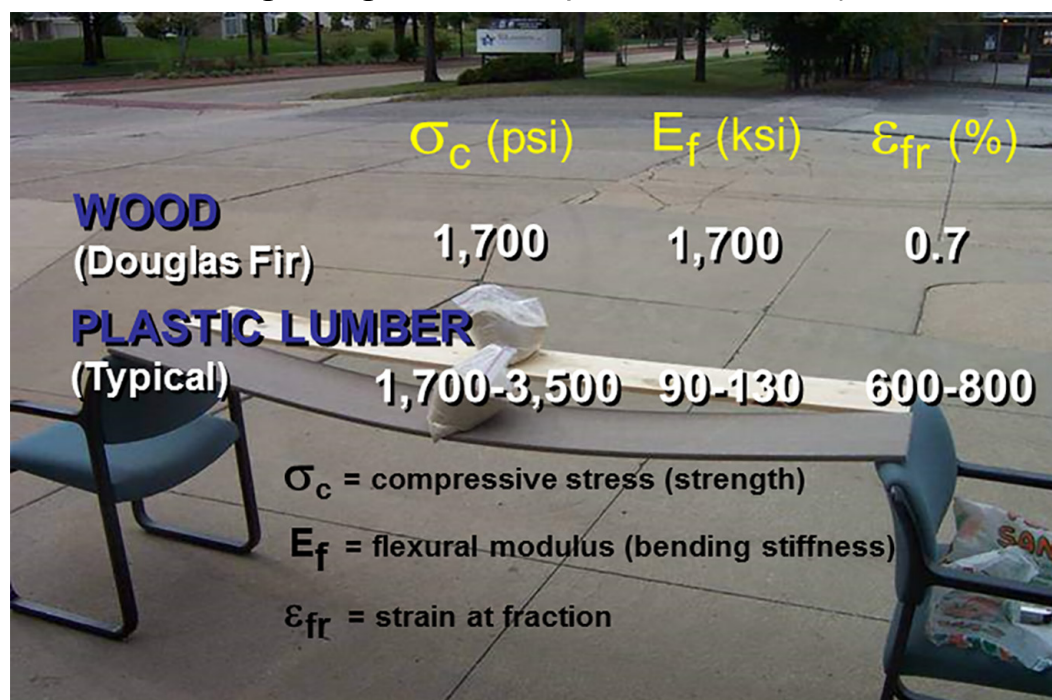 σc (psi) Ef (ksi) εfr (%)
WOOD
(Douglas Fir) 1,700 1,700 0.7
PLASTIC LUMBER
(Typical) 1,700-3,500 90-130 600-800
σc = compressive stress (strength)
Ef = flexural modulus (bending stiffness)
εfr = strain at fraction
SAN